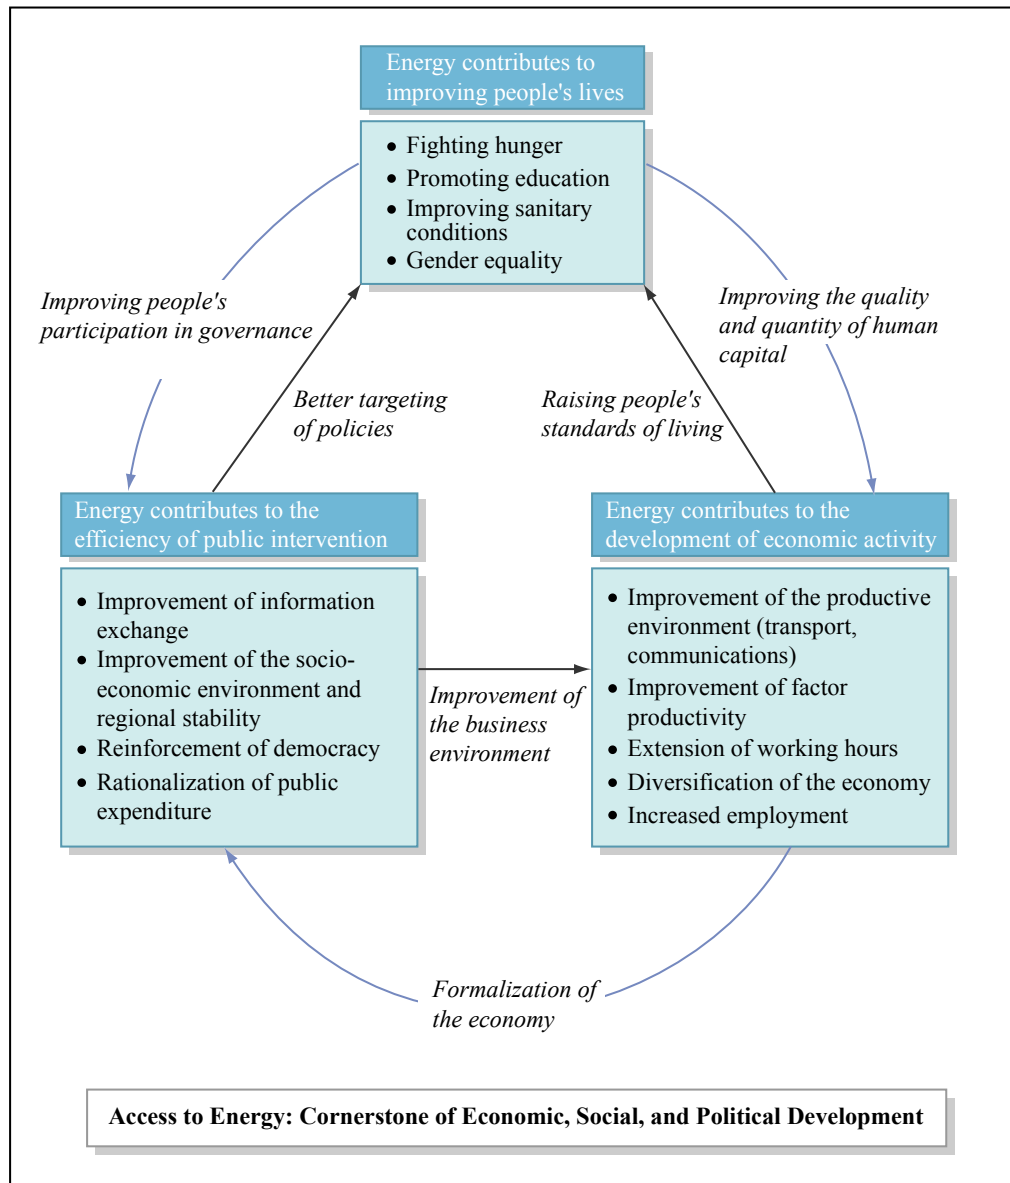 Energy contributes to
improving people's lives
• Fighting hunger
• Promoting education
• Improving sanitary
conditions
• Gender equality
Improving people's
participation in governance
Improving the quality
and quantity of human
capital
Better targeting
of policies
Raising people's
standards of living
Energy contributes to the
efficiency of public intervention
• Improvement of information
exchange
• Improvement of the socio-
economic environment and
regional stability
• Reinforcement of democracy
• Rationalization of public
expenditure
Improvement of
the business
environment
Energy contributes to the
development of economic activity
• Improvement of the productive
environment (transport,
communications)
• Improvement of factor
productivity
• Extension of working hours
• Diversification of the economy
• Increased employment
Formalization of
the economy
Access to Energy: Cornerstone of Economic, Social, and Political Development